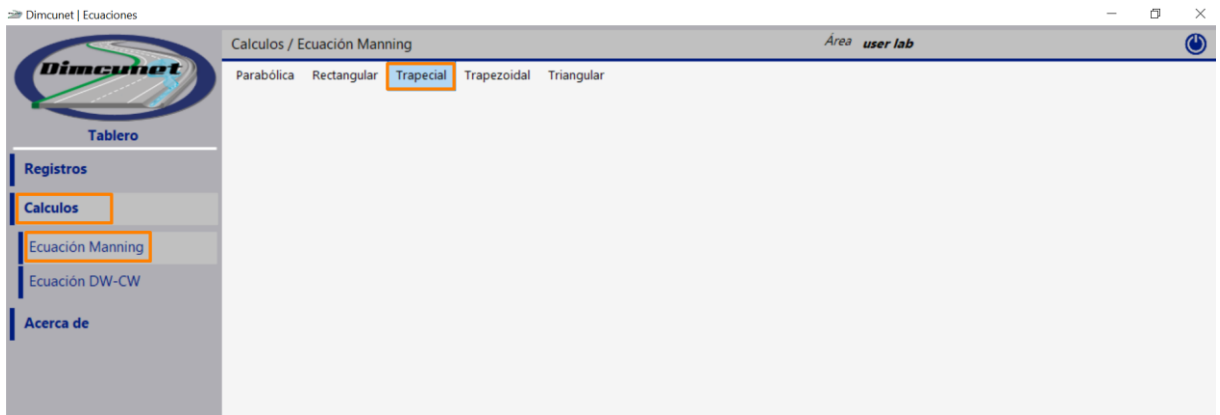 Dimcunet | Ecuaciones
Dimcunet
Tablero
Registros
Calculos
Ecuación Manning
Ecuación DW-CW
Acerca de
Calculos / Ecuación Manning
Área user lab
Parabólica Rectangular Trapecial Trapezoidal Triangular